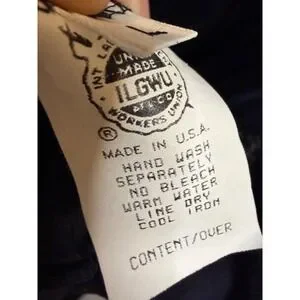 INT'L LA
UNION
MADE
ILGWU
AFL CO
WORKERS UNION
®
MADE IN U.S.A.
HAND WASH
SEPARATELY
NO BLEACH
WARM WATER
LINE DRY
COOL IRON
CONTENT/OVER